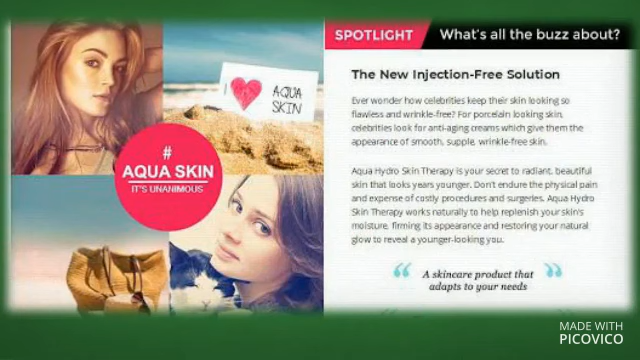 I
AQUA
SKIN
#
AQUA SKIN
IT'S UNANIMOUS
SPOTLIGHT What's all the buzz about?
The New Injection-Free Solution
Ever wonder how celebrities keep their skin looking so
flawless and wrinkle-free? For porcelain looking skin,
celebrities look for anti-aging creams which give them the
appearance of smooth, supple, wrinkle-free skin.
Aqua Hydro Skin Therapy is your secret to radiant, beautiful
skin that looks years younger. Don't endure the physical pain
and expense of costly procedures and surgeries. Aqua Hydro
Skin Therapy works naturally to help replenish your skin's
moisture, firming its appearance and restoring your natural
glow to reveal a younger-looking you.
“ A skincare product that ”
adapts to your needs
MADE WITH
PICOVICO